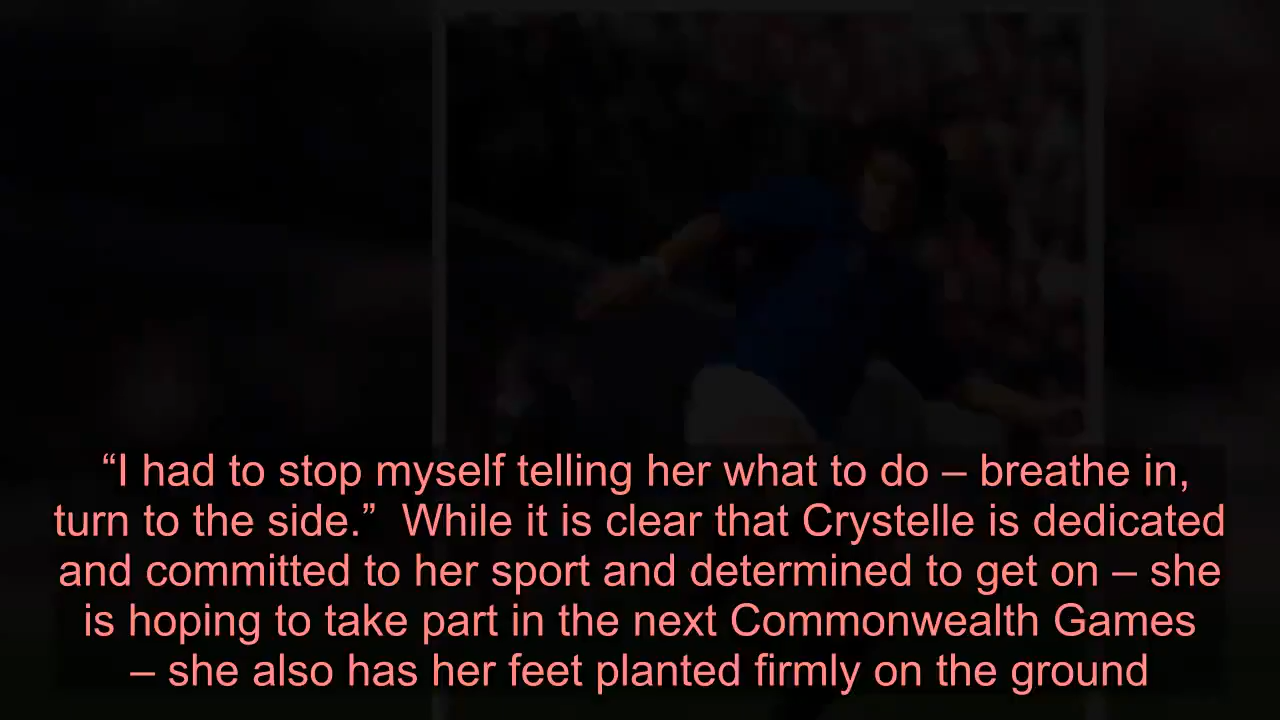 “I had to stop myself telling her what to do – breathe in,
turn to the side.”  While it is clear that Crystelle is dedicated
and committed to her sport and determined to get on – she
is hoping to take part in the next Commonwealth Games
– she also has her feet planted firmly on the ground